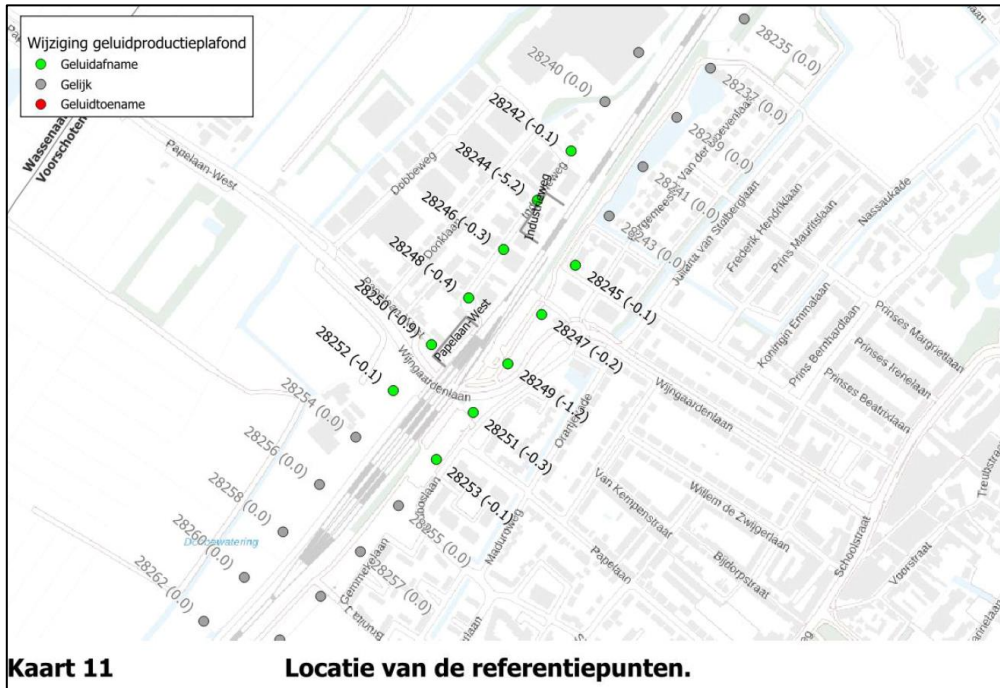 Wijziging geluidproductieplafond
Geluidafname
Gelijk
Geluidtoename
Wassenaar
Voorschoten
Papelaan-West
Dobbeweg
Donklaan
Industrieweg
Papelaan-West
Papelaan-West
Wijngaardenlaan
28235 (0.0)
28237 (0.0)
28239 (0.0)
28240 (0.0)
28241 (0.0)
28242 (-0.1)
28243 (0.0)
28244 (-5.2)
28245 (-0.1)
28246 (-0.3)
28247 (-0.2)
28248 (-0.4)
28249 (-1.2)
28250 (-0.9)
28251 (-0.3)
28252 (-0.1)
28253 (-0.1)
28254 (0.0)
28255 (0.0)
28256 (0.0)
28257 (0.0)
28258 (0.0)
28260 (0.0)
28262 (0.0)
Juliana van Stolberglaan
Frederik Hendriklaan
Prins Mauritslaan
Nassaukade
Koningin Emmalaan
Prins Bernhardlaan
Prinses Margrietlaan
Prinses Irenelaan
Prinses Beatrixlaan
Wijngaardenlaan
Oranjekade
Van Kempenstraat
Willem de Zwijgerlaan
Bijdorpstraat
Papelaan
Maduroweg
Gemmekelaan
Schoolstraat
Voorstraat
Treubstraat
Kaart 11 Locatie van de referentiepunten.